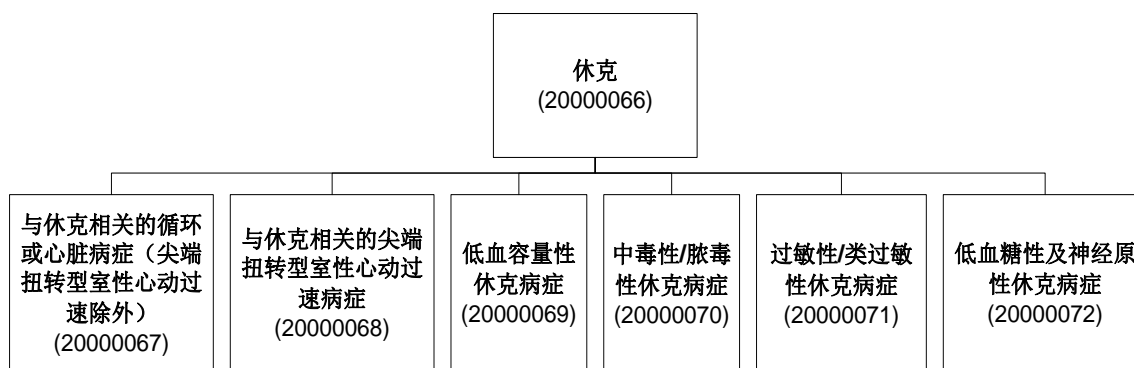 休克
(20000066)
与休克相关的循环
或心脏病症（尖端
扭转型室性心动过
速除外）
(20000067)
与休克相关的尖端
扭转型室性心动过
速病症
(20000068)
低血容量性
休克病症
(20000069)
中毒性/脓毒
性休克病症
(20000070)
过敏性/类过敏
性休克病症
(20000071)
低血糖性及神经原
性休克病症
(20000072)